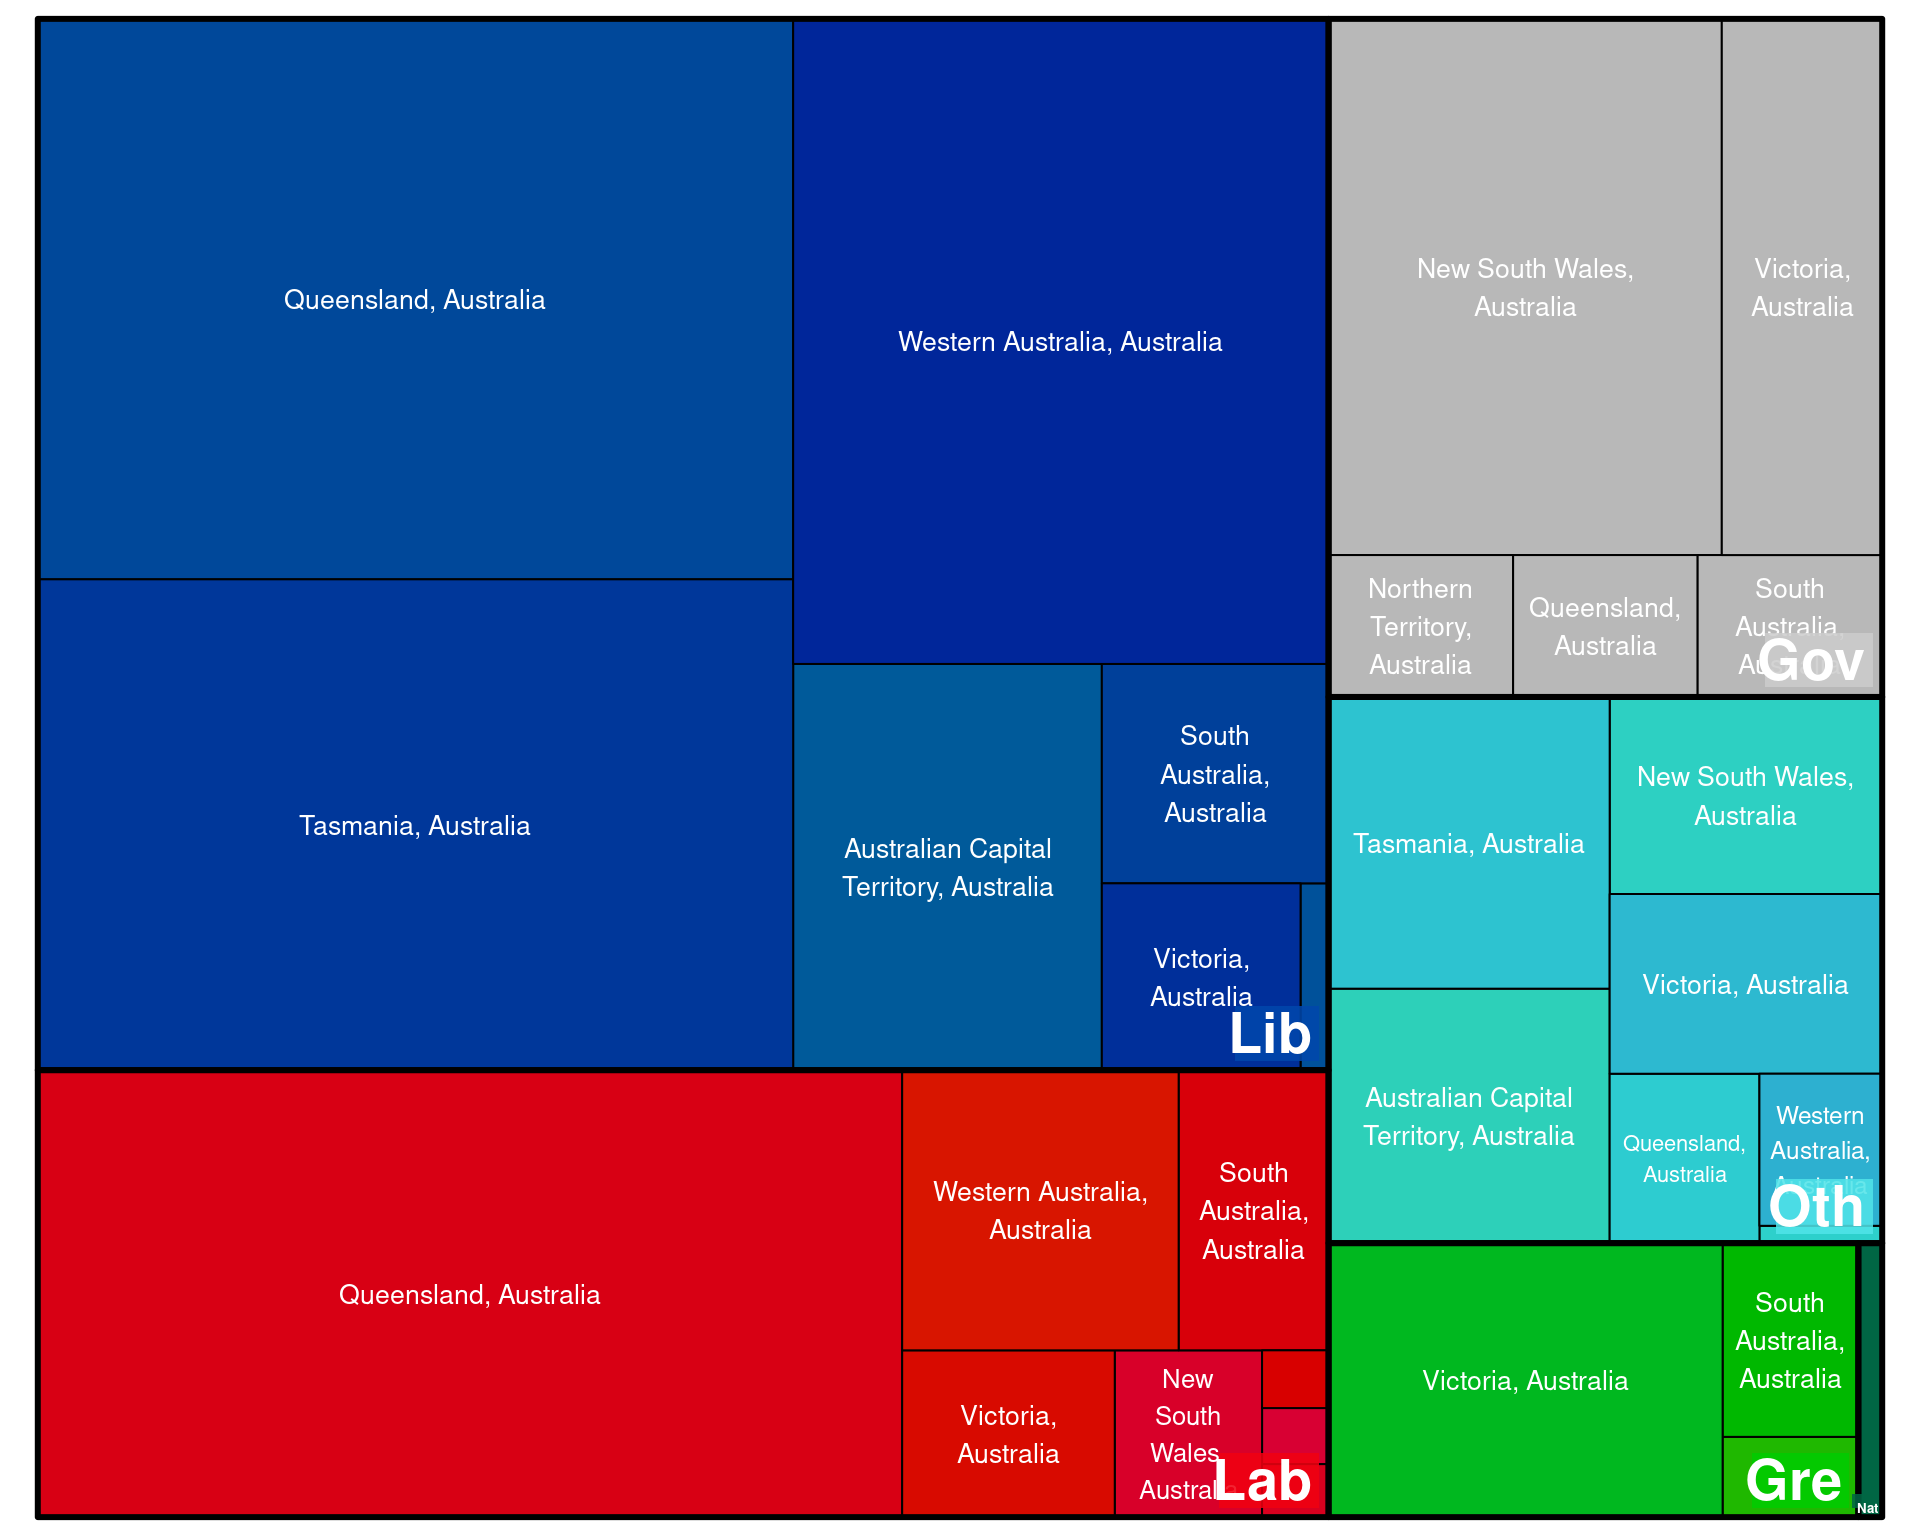 Queensland, Australia
Tasmania, Australia
Western Australia, Australia
Australian Capital
Territory, Australia
South
Australia,
Australia
Victoria,
Australia
Lib
Queensland, Australia
Western Australia,
Australia
South
Australia,
Australia
Victoria,
Australia
New
South
Wales,
Australia
Lab
New South Wales,
Australia
Victoria,
Australia
Northern
Territory,
Australia
Queensland,
Australia
South
Australia,
Australia
Gov
Tasmania, Australia
New South Wales,
Australia
Victoria, Australia
Australian Capital
Territory, Australia
Queensland,
Australia
Western
Australia,
Australia
Oth
Victoria, Australia
South
Australia,
Australia
Gre
Nat